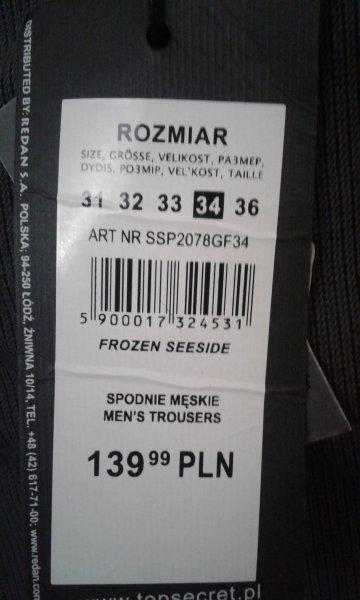 ROZMIAR
SIZE, GRÖSSE, VELIKOST, РАЗМЕР,
DYDIS, РОЗМІР, VEL'KOST, TAILLE
31 32 33 34 36
ART NR SSP2078GF34
5 900017 324531
FROZEN SEESIDE
SPODNIE MĘSKIE
MEN'S TROUSERS
139 99 PLN
www.topsecret.pl
DISTRIBUTED BY: REDAN S.A., POLSKA; 94-250 ŁÓDŹ, ŻNIWNA 10/14, TEL. +48 (42) 617-71-00; www.redan.com